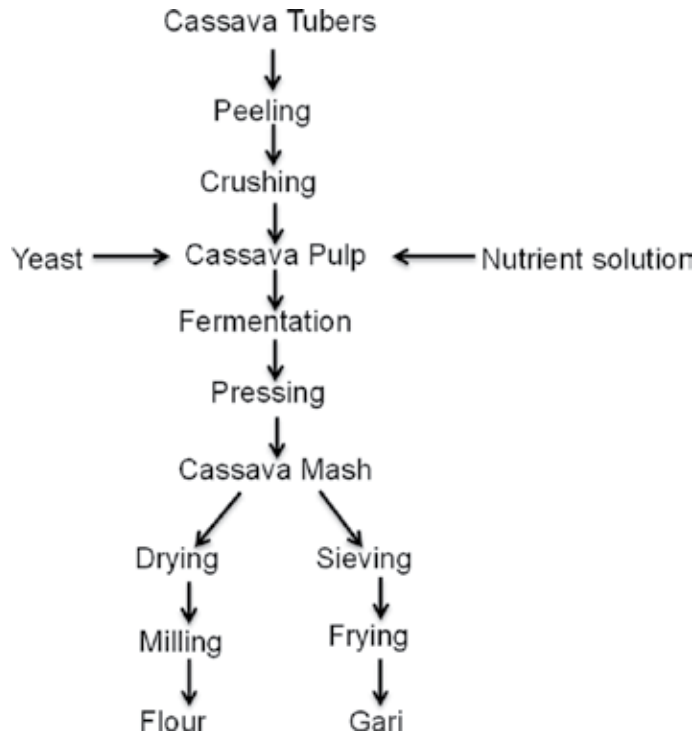 Cassava Tubers
Peeling
Crushing
Yeast Cassava Pulp Nutrient solution
Fermentation
Pressing
Cassava Mash
Drying Sieving
Milling Frying
Flour Gari